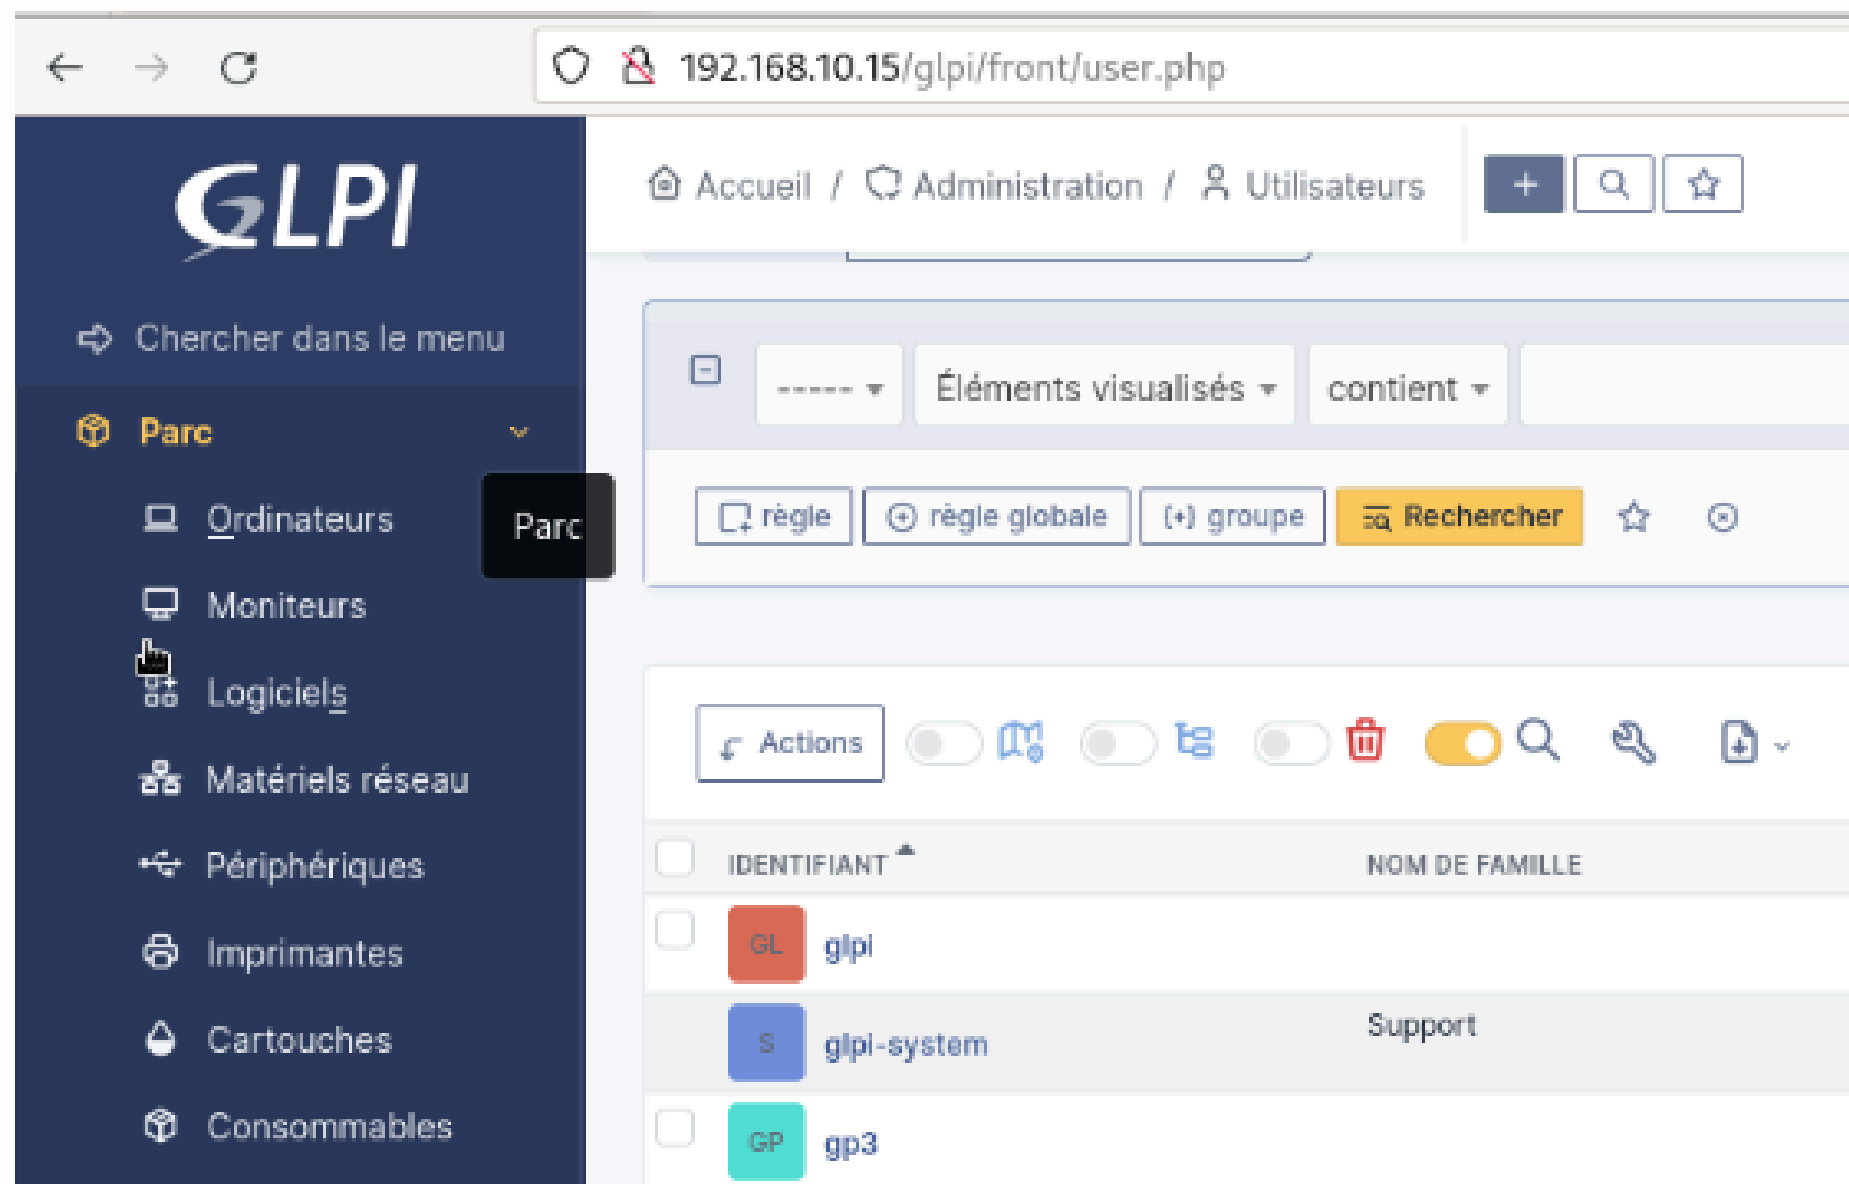 192.168.10.15/glpi/front/user.php
GLPI
Accueil / Administration / Utilisateurs
Chercher dans le menu
----- Éléments visualisés contient
Parc
Ordinateurs
Parc
règle règle globale (+) groupe Rechercher
Moniteurs
Logiciels
Actions
Matériels réseau
Périphériques
IDENTIFIANT NOM DE FAMILLE
Imprimantes
GL glpi
Cartouches
S glpi-system Support
Consommables
GP gp3